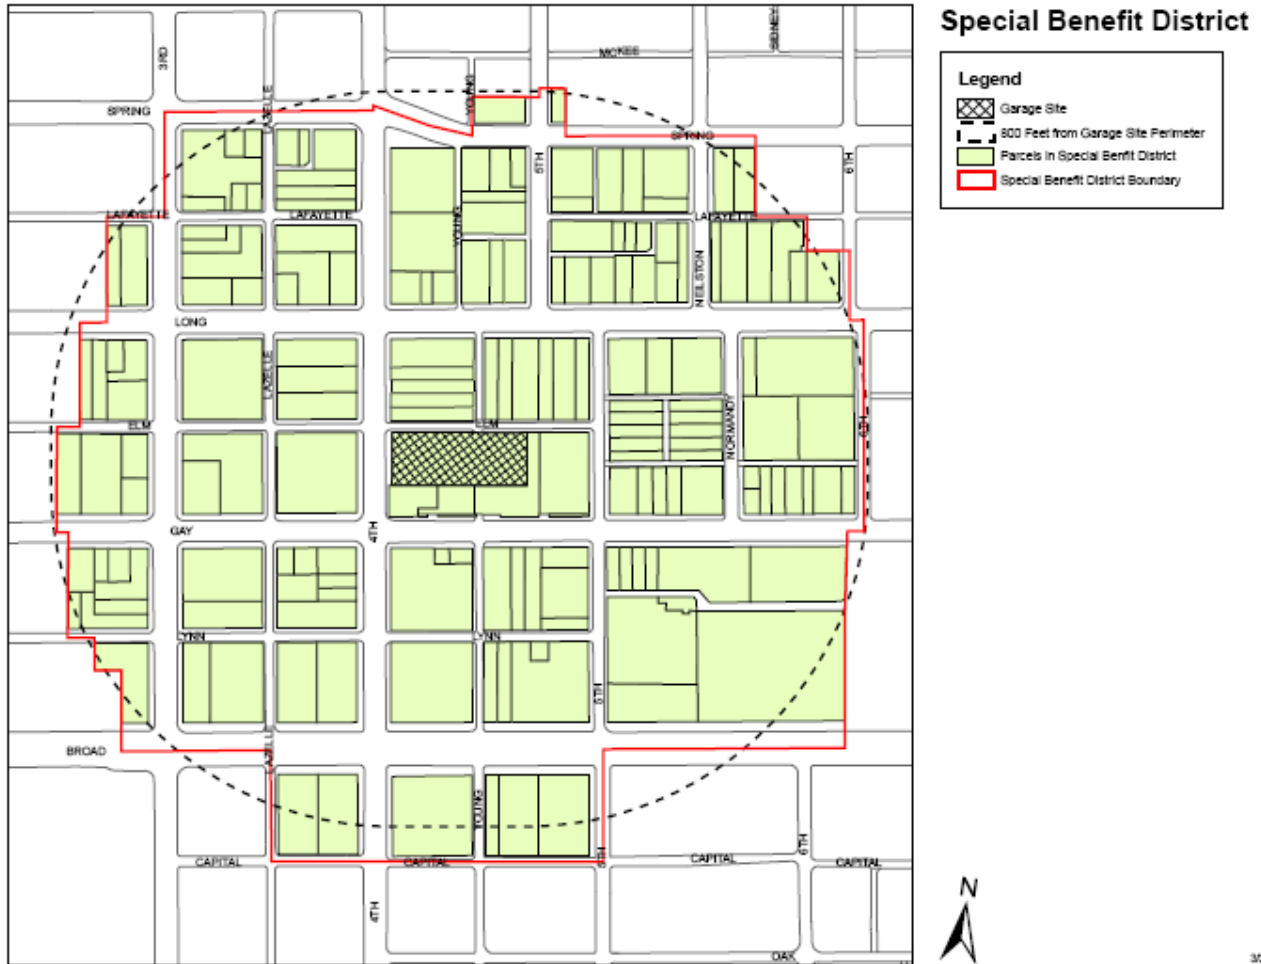 Special Benefit District
Legend
Garage Site
800 Feet from Garage Site Perimeter
Parcels in Special Benfit District
Special Benefit District Boundary
3RD
MCKEE
SIDNEY
SPRING
LAZELLE
YOUNG
SPRING
5TH
6TH
LAFAYETTE
LAFAYETTE
YOUNG
LAFAYETTE
NEILSTON
LONG
LAZELLE
ELM
ELM
NORMANDY
6TH
GAY
4TH
LYNN
LYNN
5TH
BROAD
LAZELLE
YOUNG
CAPITAL
CAPITAL
5TH
CAPITAL
6TH
CAPITAL
4TH
OAK
N